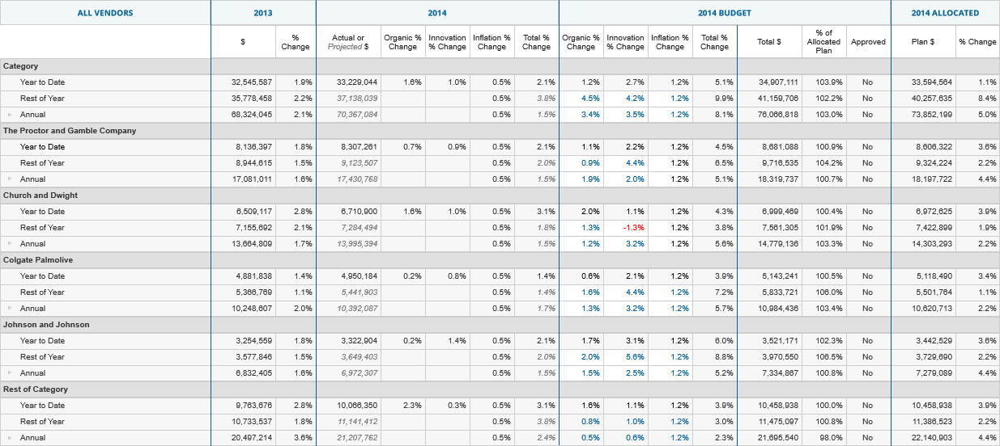 ALL VENDORS 2013 2014 2014 BUDGET 2014 ALLOCATED
$ % Change Actual or Projected $ Organic % Change Innovation % Change Inflation % Change Total % Change Organic % Change Innovation % Change Inflation % Change Total % Change Total $ % of Allocated Plan Approved Plan $ % Change
Category
Year to Date 32,545,587 1.9% 33,229,044 1.6% 1.0% 0.5% 2.1% 1.2% 2.7% 1.2% 5.1% 34,907,111 103.9% No 33,594,564 1.1%
Rest of Year 35,778,458 2.2% 37,138,039 0.5% 3.8% 4.5% 4.2% 1.2% 9.9% 41,159,706 102.2% No 40,257,635 8.4%
Annual 68,324,045 2.1% 70,367,084 0.5% 1.5% 3.4% 3.5% 1.2% 8.1% 76,066,818 103.0% No 73,852,199 5.0%
The Proctor and Gamble Company
Year to Date 8,136,397 1.8% 8,307,261 0.7% 0.9% 0.5% 2.1% 1.1% 2.2% 1.2% 4.5% 8,681,088 100.9% No 8,606,322 3.6%
Rest of Year 8,944,615 1.5% 9,123,507 0.5% 2.0% 0.9% 4.4% 1.2% 6.5% 9,716,535 104.2% No 9,324,224 2.2%
Annual 17,081,011 1.6% 17,430,768 0.5% 1.5% 1.9% 2.0% 1.2% 5.1% 18,319,737 100.7% No 18,197,722 4.4%
Church and Dwight
Year to Date 6,509,117 2.8% 6,710,900 1.6% 1.0% 0.5% 3.1% 2.0% 1.1% 1.2% 4.3% 6,999,469 100.4% No 6,972,625 3.9%
Rest of Year 7,155,692 2.1% 7,284,494 0.5% 1.8% 1.3% -1.3% 1.2% 3.8% 7,561,305 101.9% No 7,422,899 1.9%
Annual 13,664,809 1.7% 13,995,394 0.5% 1.5% 1.2% 3.2% 1.2% 5.6% 14,779,136 103.3% No 14,303,293 2.2%
Colgate Palmolive
Year to Date 4,881,838 1.4% 4,950,184 0.2% 0.8% 0.5% 1.4% 0.6% 2.1% 1.2% 3.9% 5,143,241 100.5% No 5,118,490 3.4%
Rest of Year 5,366,769 1.1% 5,441,903 0.5% 1.4% 1.6% 4.4% 1.2% 7.2% 5,833,721 106.0% No 5,501,764 1.1%
Annual 10,248,607 2.0% 10,392,087 0.5% 1.7% 1.3% 3.2% 1.2% 5.7% 10,984,436 103.4% No 10,620,713 2.2%
Johnson and Johnson
Year to Date 3,254,559 1.8% 3,322,904 0.2% 1.4% 0.5% 2.1% 1.7% 3.1% 1.2% 6.0% 3,521,171 102.3% No 3,442,529 3.6%
Rest of Year 3,577,846 1.5% 3,649,403 0.5% 2.0% 2.0% 5.6% 1.2% 8.8% 3,970,550 106.5% No 3,729,690 2.2%
Annual 6,832,405 1.6% 6,972,307 0.5% 1.5% 1.5% 2.5% 1.2% 5.2% 7,334,867 100.8% No 7,279,089 4.4%
Rest of Category
Year to Date 9,763,676 2.8% 10,066,350 2.3% 0.3% 0.5% 3.1% 1.6% 1.1% 1.2% 3.9% 10,458,938 100.0% No 10,458,938 3.9%
Rest of Year 10,733,537 1.8% 11,141,412 0.5% 3.8% 0.8% 1.0% 1.2% 3.0% 11,475,097 100.8% No 11,386,523 2.2%
Annual 20,497,214 3.6% 21,207,762 0.5% 2.4% 0.5% 0.6% 1.2% 2.3% 21,695,540 98.0% No 22,140,903 4.4%